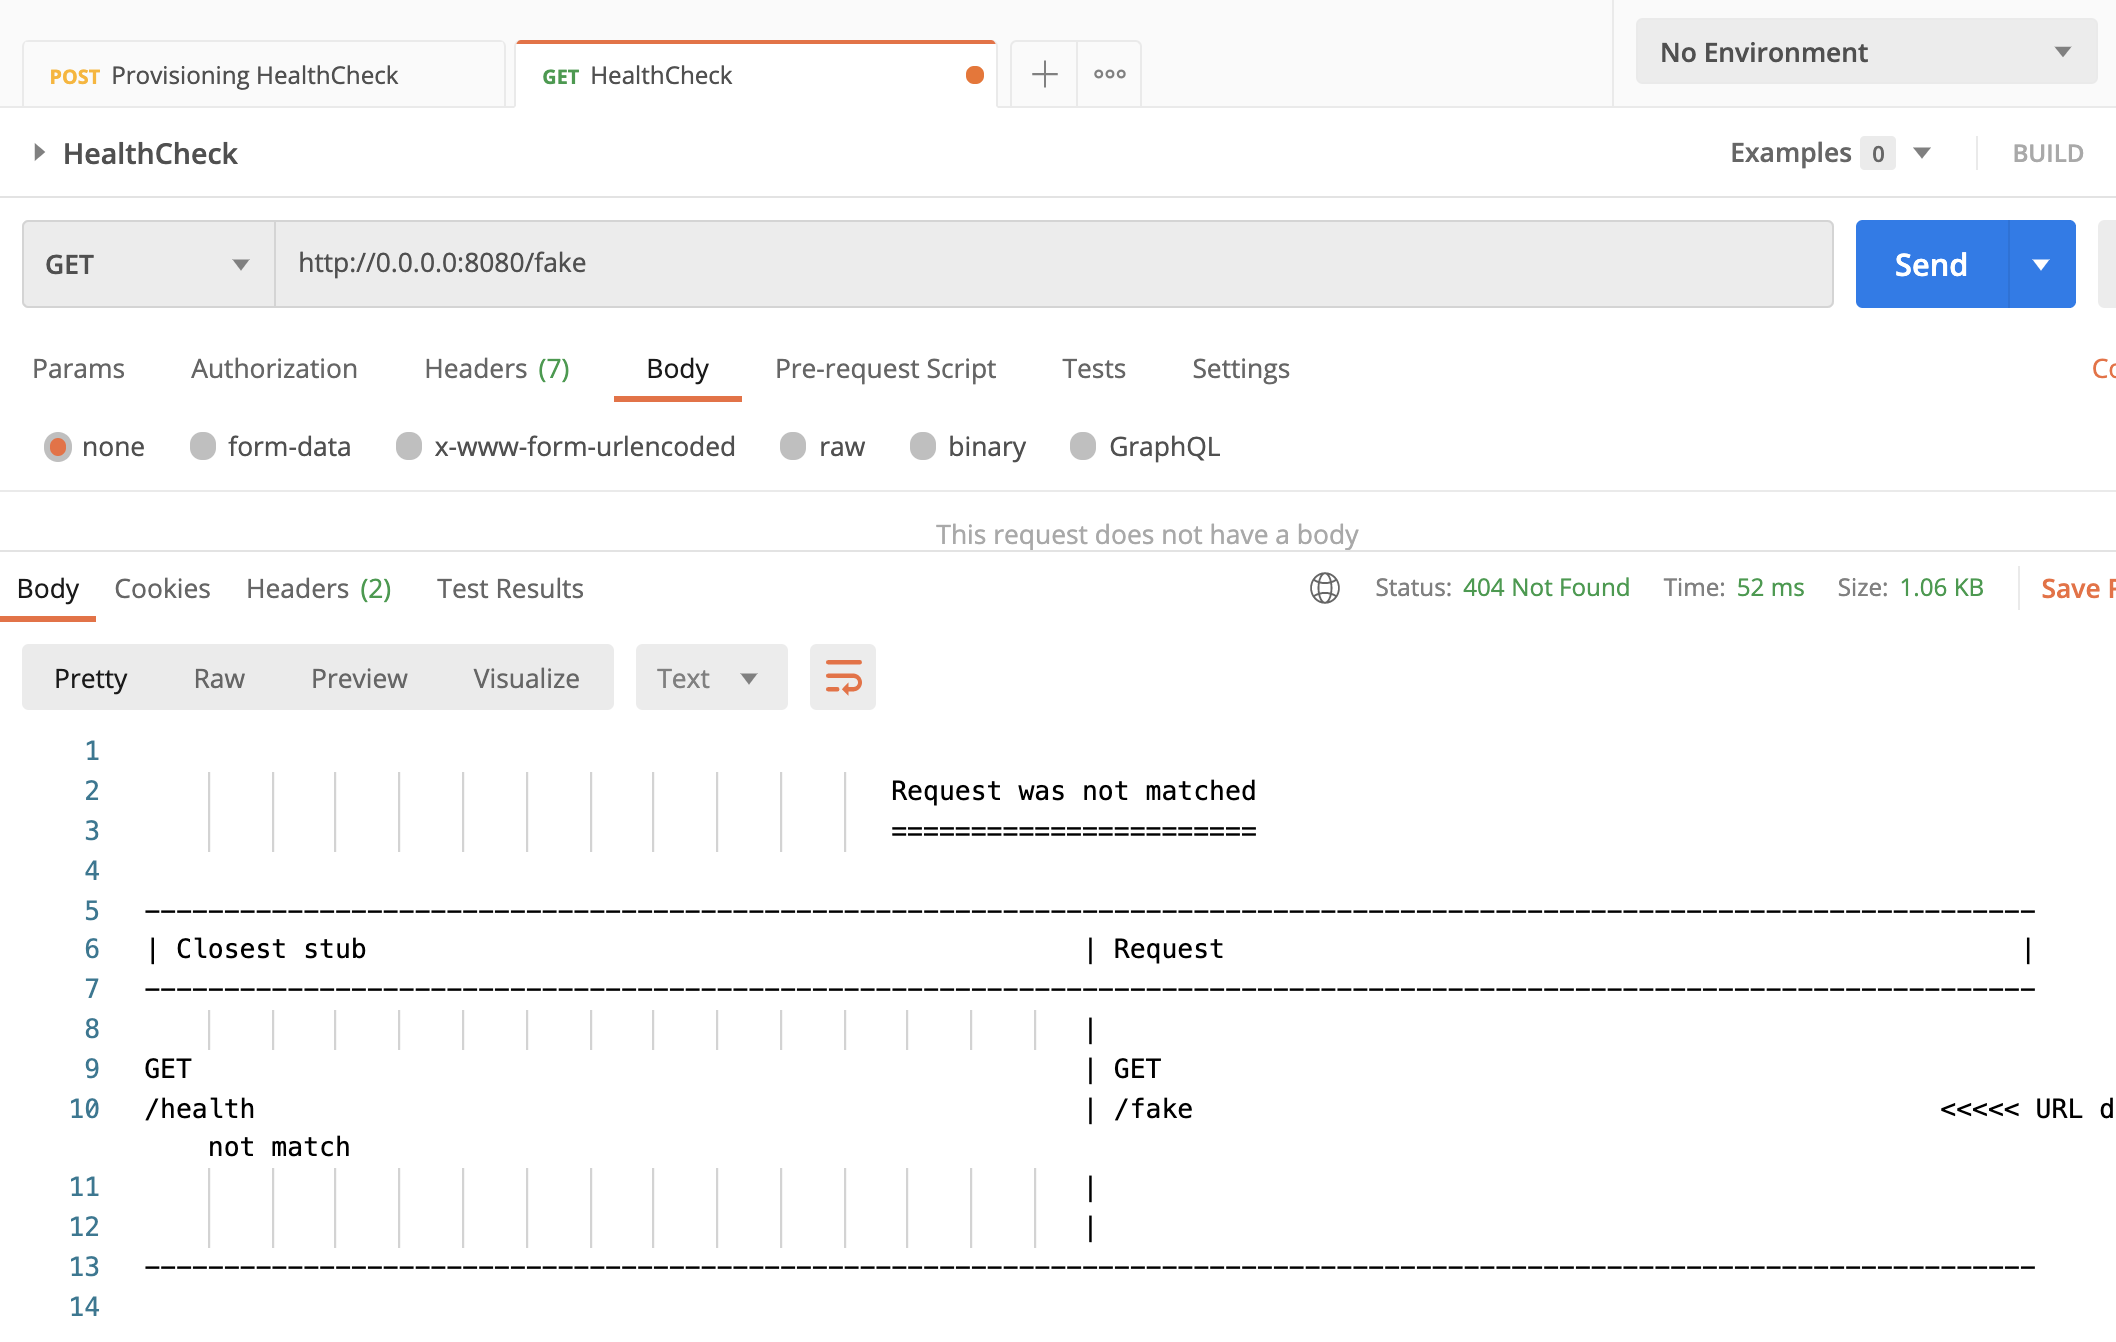 POST Provisioning HealthCheck GET HealthCheck No Environment
HealthCheck Examples 0 BUILD
GET http://0.0.0.0:8080/fake Send
Params Authorization Headers (7) Body Pre-request Script Tests Settings
none form-data x-www-form-urlencoded raw binary GraphQL
This request does not have a body
Body Cookies Headers (2) Test Results Status: 404 Not Found Time: 52 ms Size: 1.06 KB Save
Pretty Raw Preview Visualize Text
1
2 Request was not matched
3 =======================
4
5 ----------------------------------------------------------------------------------------------------------------
6 | Closest stub | Request |
7 ----------------------------------------------------------------------------------------------------------------
8 |
9 GET | GET
10 /health | /fake <<<<< URL d
not match
11 |
12 |
13 ----------------------------------------------------------------------------------------------------------------
14